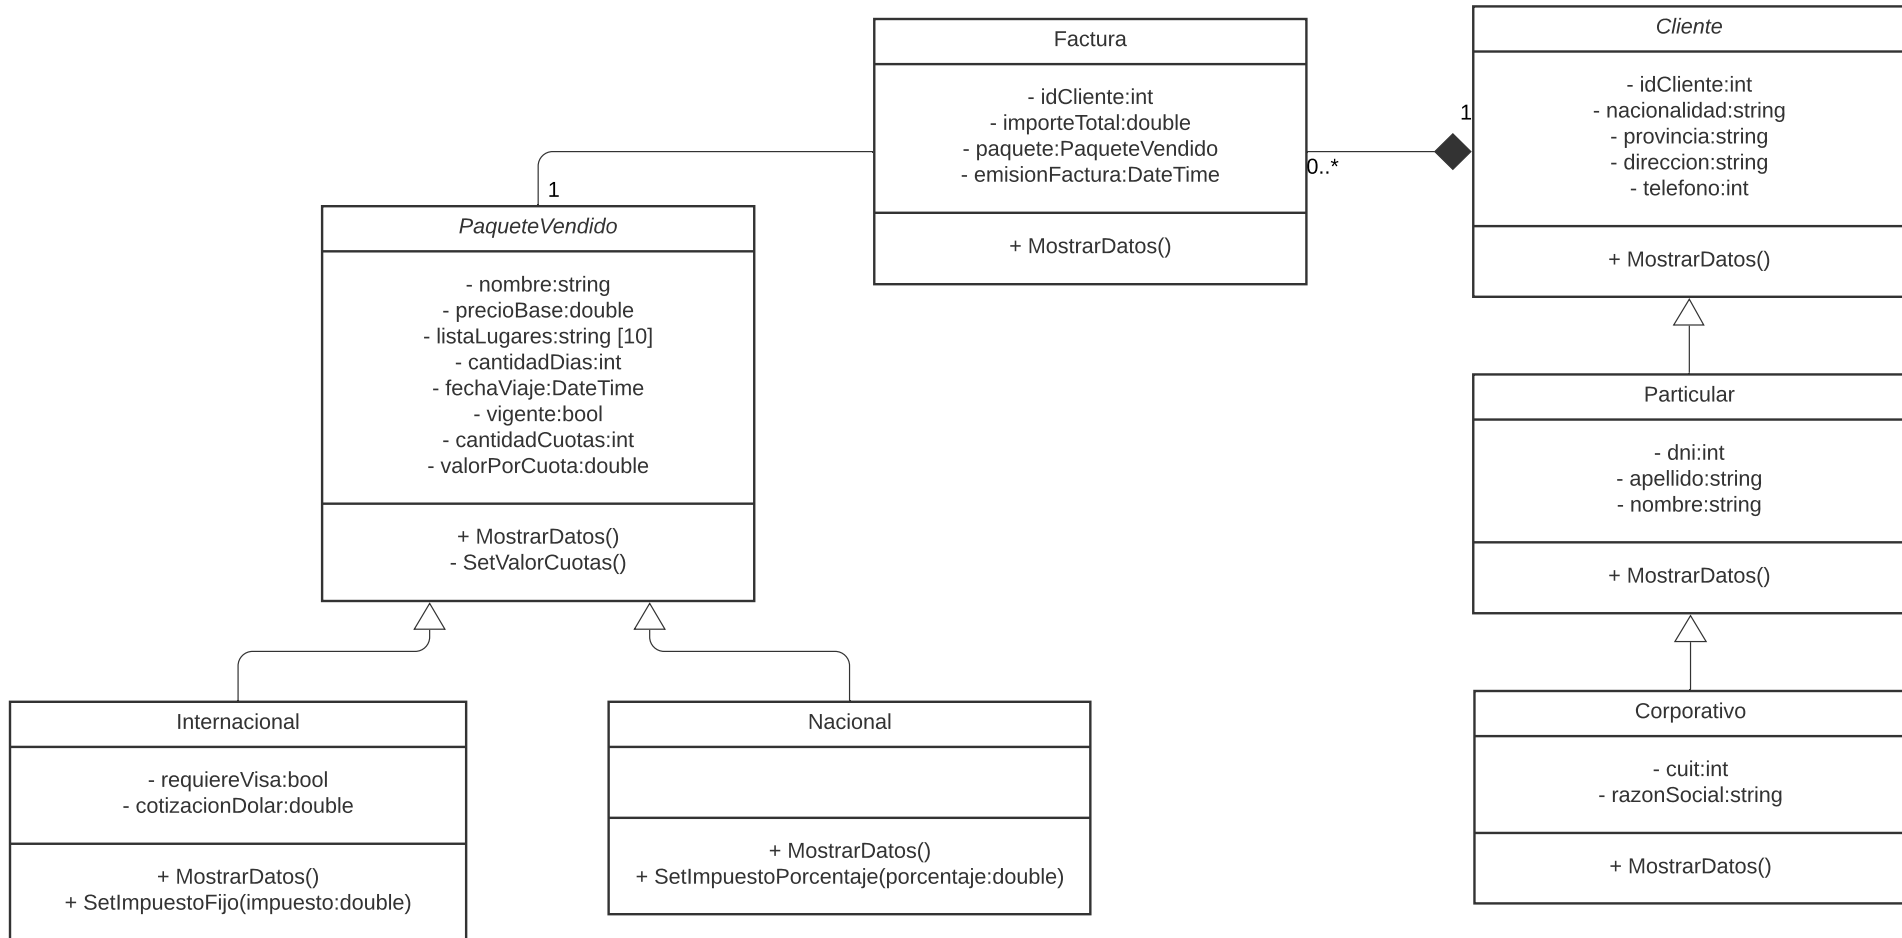 Factura
- idCliente:int
- importeTotal:double
- paquete:PaqueteVendido
- emisionFactura:DateTime
+ MostrarDatos()
1
0..*
Cliente
- idCliente:int
- nacionalidad:string
- provincia:string
- direccion:string
- telefono:int
+ MostrarDatos()
1
PaqueteVendido
- nombre:string
- precioBase:double
- listaLugares:string [10]
- cantidadDias:int
- fechaViaje:DateTime
- vigente:bool
- cantidadCuotas:int
- valorPorCuota:double
+ MostrarDatos()
- SetValorCuotas()
Particular
- dni:int
- apellido:string
- nombre:string
+ MostrarDatos()
Internacional
- requiereVisa:bool
- cotizacionDolar:double
+ MostrarDatos()
+ SetImpuestoFijo(impuesto:double)
Nacional
+ MostrarDatos()
+ SetImpuestoPorcentaje(porcentaje:double)
Corporativo
- cuit:int
- razonSocial:string
+ MostrarDatos()